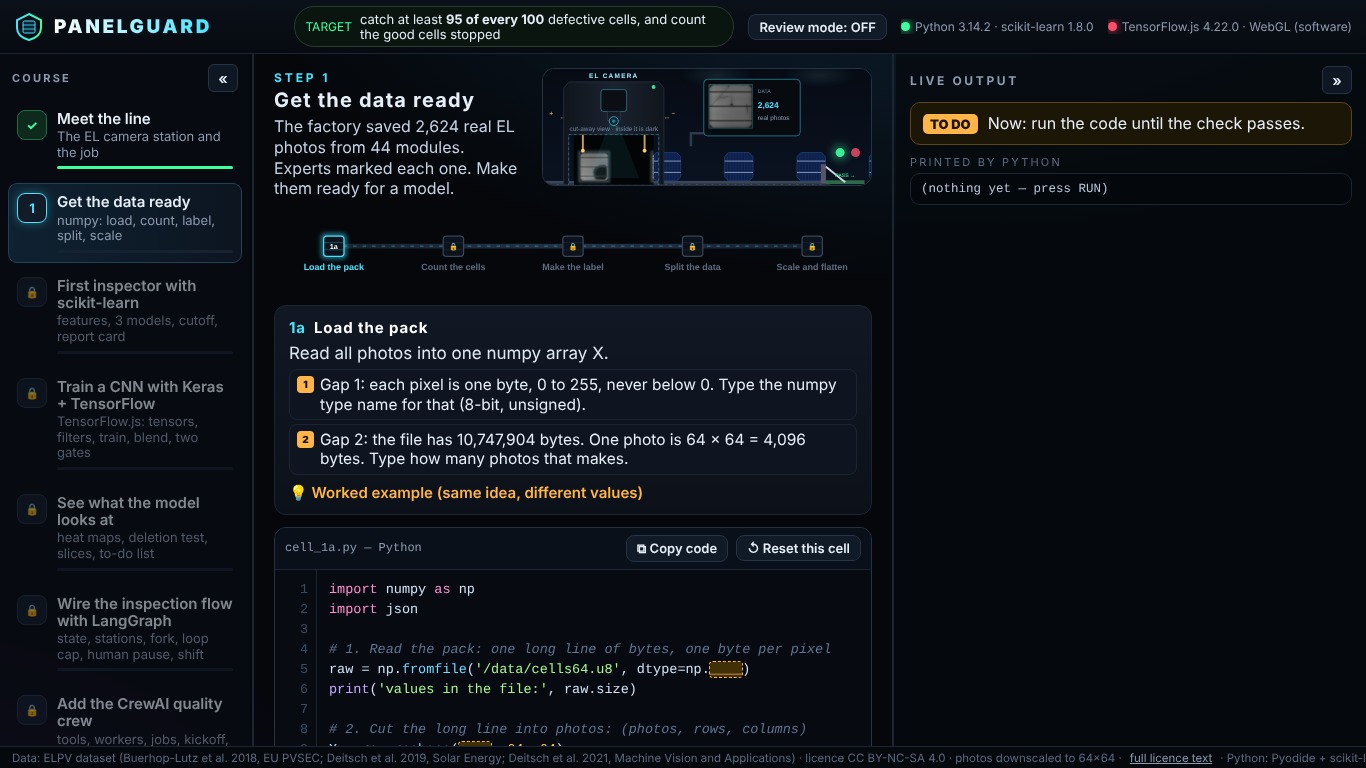 PANELGUARD
TARGET catch at least 95 of every 100 defective cells, and count
the good cells stopped
Review mode: OFF
Python 3.14.2 · scikit-learn 1.8.0
TensorFlow.js 4.22.0 · WebGL (software)
COURSE
«
Meet the line
The EL camera station and
the job
1
Get the data ready
numpy: load, count, label,
split, scale
First inspector with
scikit-learn
features, 3 models, cutoff,
report card
Train a CNN with Keras
+ TensorFlow
TensorFlow.js: tensors,
filters, train, blend, two
gates
See what the model
looks at
heat maps, deletion test,
slices, to-do list
Wire the inspection flow
with LangGraph
state, stations, fork, loop
cap, human pause, shift
Add the CrewAI quality
crew
tools, workers, jobs, kickoff,
STEP 1
Get the data ready
The factory saved 2,624 real EL
photos from 44 modules.
Experts marked each one. Make
them ready for a model.
EL CAMERA
cut-away view · inside it is dark
DATA
2,624
real photos
1a
Load the pack
Count the cells
Make the label
Split the data
Scale and flatten
1a Load the pack
Read all photos into one numpy array X.
1 Gap 1: each pixel is one byte, 0 to 255, never below 0. Type the numpy
type name for that (8-bit, unsigned).
2 Gap 2: the file has 10,747,904 bytes. One photo is 64 × 64 = 4,096
bytes. Type how many photos that makes.
💡 Worked example (same idea, different values)
cell_1a.py — Python
⧉ Copy code
↺ Reset this cell
1 import numpy as np
2 import json
3
4 # 1. Read the pack: one long line of bytes, one byte per pixel
5 raw = np.fromfile('/data/cells64.u8', dtype=np.____)
6 print('values in the file:', raw.size)
7
8 # 2. Cut the long line into photos: (photos, rows, columns)
LIVE OUTPUT
»
TO DO Now: run the code until the check passes.
PRINTED BY PYTHON
(nothing yet — press RUN)
Data: ELPV dataset (Buerhop-Lutz et al. 2018, EU PVSEC; Deitsch et al. 2019, Solar Energy; Deitsch et al. 2021, Machine Vision and Applications) · licence CC BY-NC-SA 4.0 · photos downscaled to 64×64 · full licence text · Python: Pyodide + scikit-